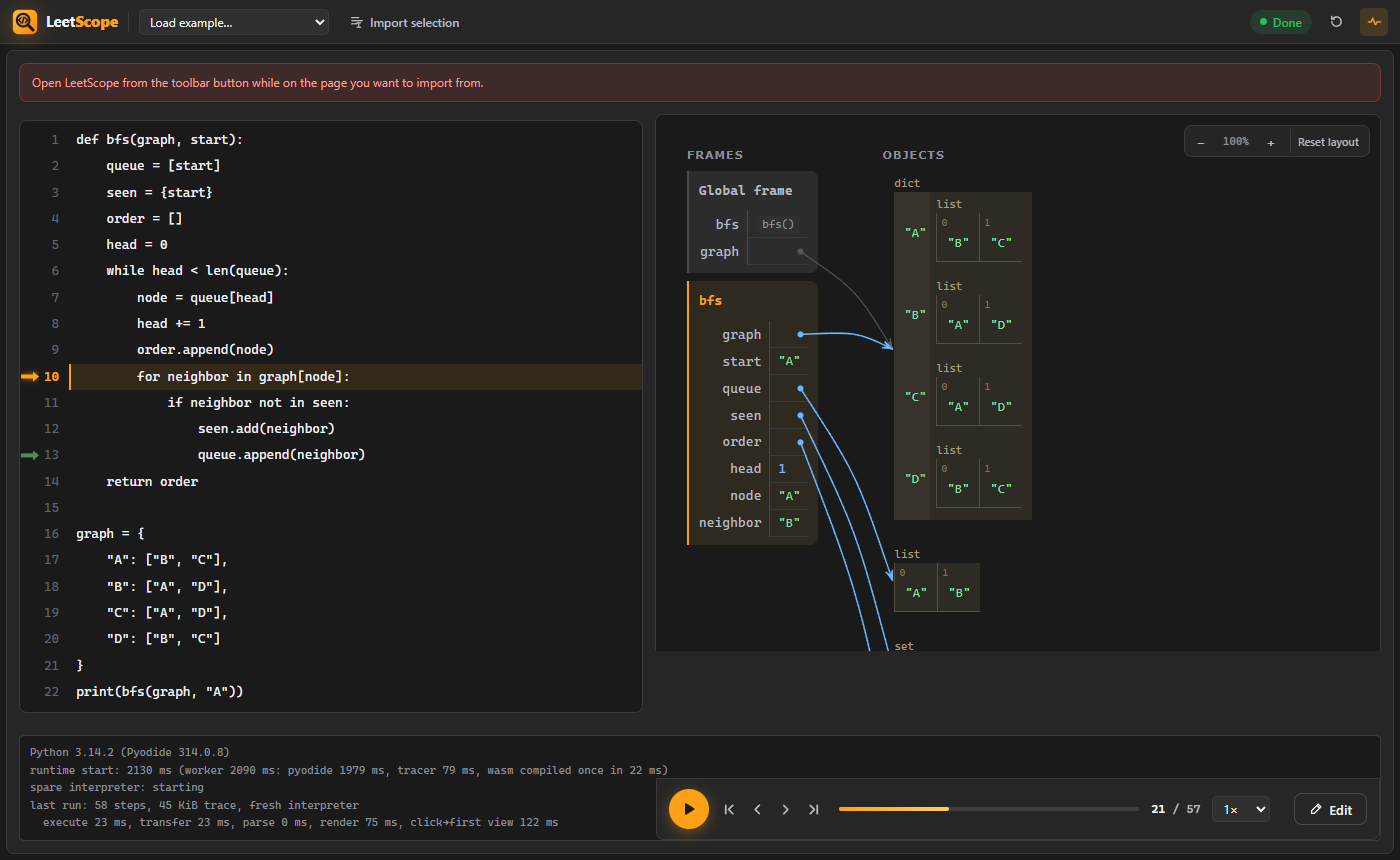 LeetScope Load example... Import selection Done
Open LeetScope from the toolbar button while on the page you want to import from.
1 def bfs(graph, start):
2 queue = [start]
3 seen = {start}
4 order = []
5 head = 0
6 while head < len(queue):
7 node = queue[head]
8 head += 1
9 order.append(node)
10 for neighbor in graph[node]:
11 if neighbor not in seen:
12 seen.add(neighbor)
13 queue.append(neighbor)
14 return order
15
16 graph = {
17 "A": ["B", "C"],
18 "B": ["A", "D"],
19 "C": ["A", "D"],
20 "D": ["B", "C"]
21 }
22 print(bfs(graph, "A"))
– 100% + Reset layout
FRAMES
Global frame
bfs bfs()
graph
bfs
graph
start "A"
queue
seen
order
head 1
node "A"
neighbor "B"
OBJECTS
dict
list
0 1
"A" "B" "C"
list
0 1
"B" "A" "D"
list
0 1
"C" "A" "D"
list
0 1
"D" "B" "C"
list
0 1
"A" "B"
set
Python 3.14.2 (Pyodide 314.0.8)
runtime start: 2130 ms (worker 2090 ms: pyodide 1979 ms, tracer 79 ms, wasm compiled once in 22 ms)
spare interpreter: starting
last run: 58 steps, 45 KiB trace, fresh interpreter
execute 23 ms, transfer 23 ms, parse 0 ms, render 75 ms, click→first view 122 ms
21 / 57 1× Edit